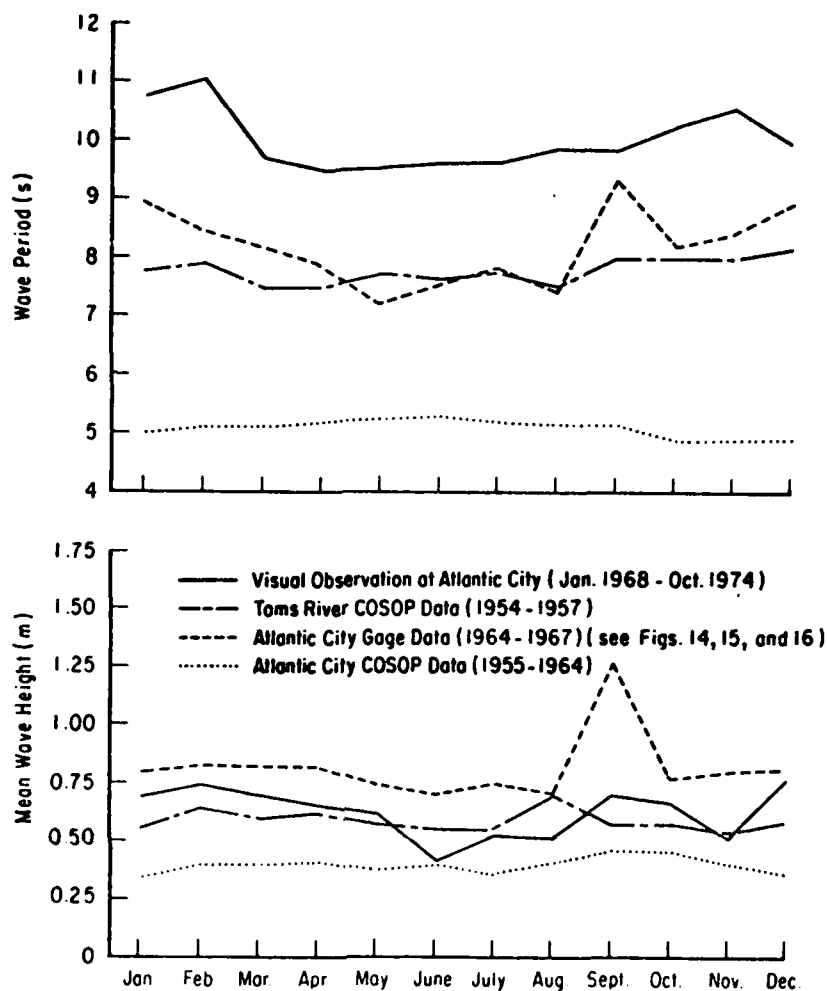 12
11
10
9
8
7
6
5
4
Wave Period (s)
1.75
1.50
1.25
1.00
0.75
0.50
0.25
0
Mean Wave Height (m)
Visual Observation at Atlantic City (Jan. 1968 - Oct. 1974)
Toms River COSOP Data (1954 - 1957)
Atlantic City Gage Data (1964 - 1967) (see Figs. 14, 15, and 16)
Atlantic City COSOP Data (1955 - 1964)
Jan Feb Mar. Apr May June July Aug. Sept. Oct. Nov. Dec.